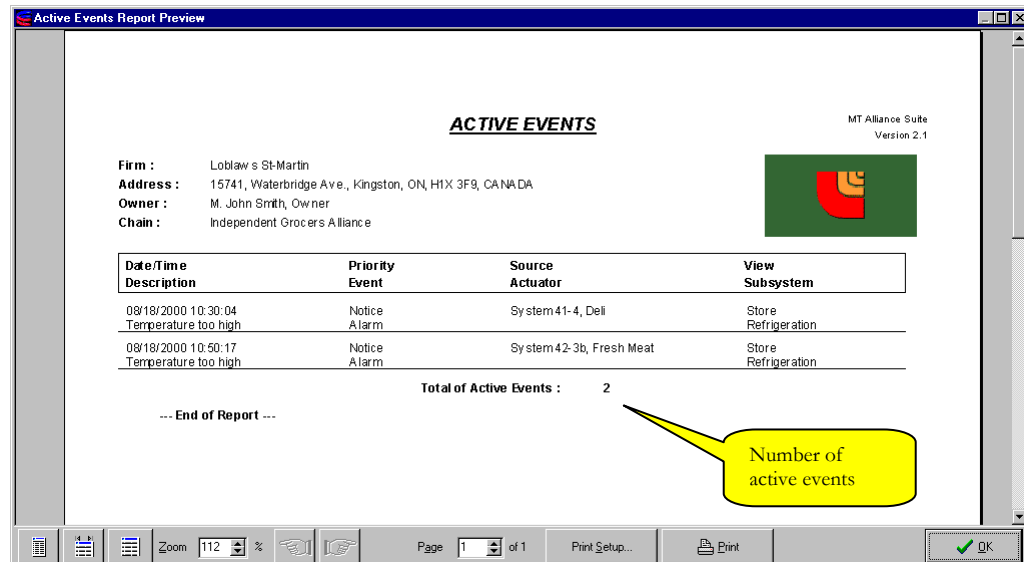 Active Events Report Preview
ACTIVE EVENTS
MT Alliance Suite
Version 2.1
Firm : Loblaws St-Martin
Address : 15741, Waterbridge Ave., Kingston, ON, H1X 3F9, CANADA
Owner : M. John Smith, Owner
Chain : Independent Grocers Alliance
Date/Time Priority Source View
Description Event Actuator Subsystem
08/18/2000 10:30:04 Notice System 41-4, Deli Store
Temperature too high Alarm Refrigeration
08/18/2000 10:50:17 Notice System 42-3b, Fresh Meat Store
Temperature too high Alarm Refrigeration
Total of Active Events : 2
--- End of Report ---
Number of
active events
Zoom 112 % Page 1 of 1 Print Setup... Print OK